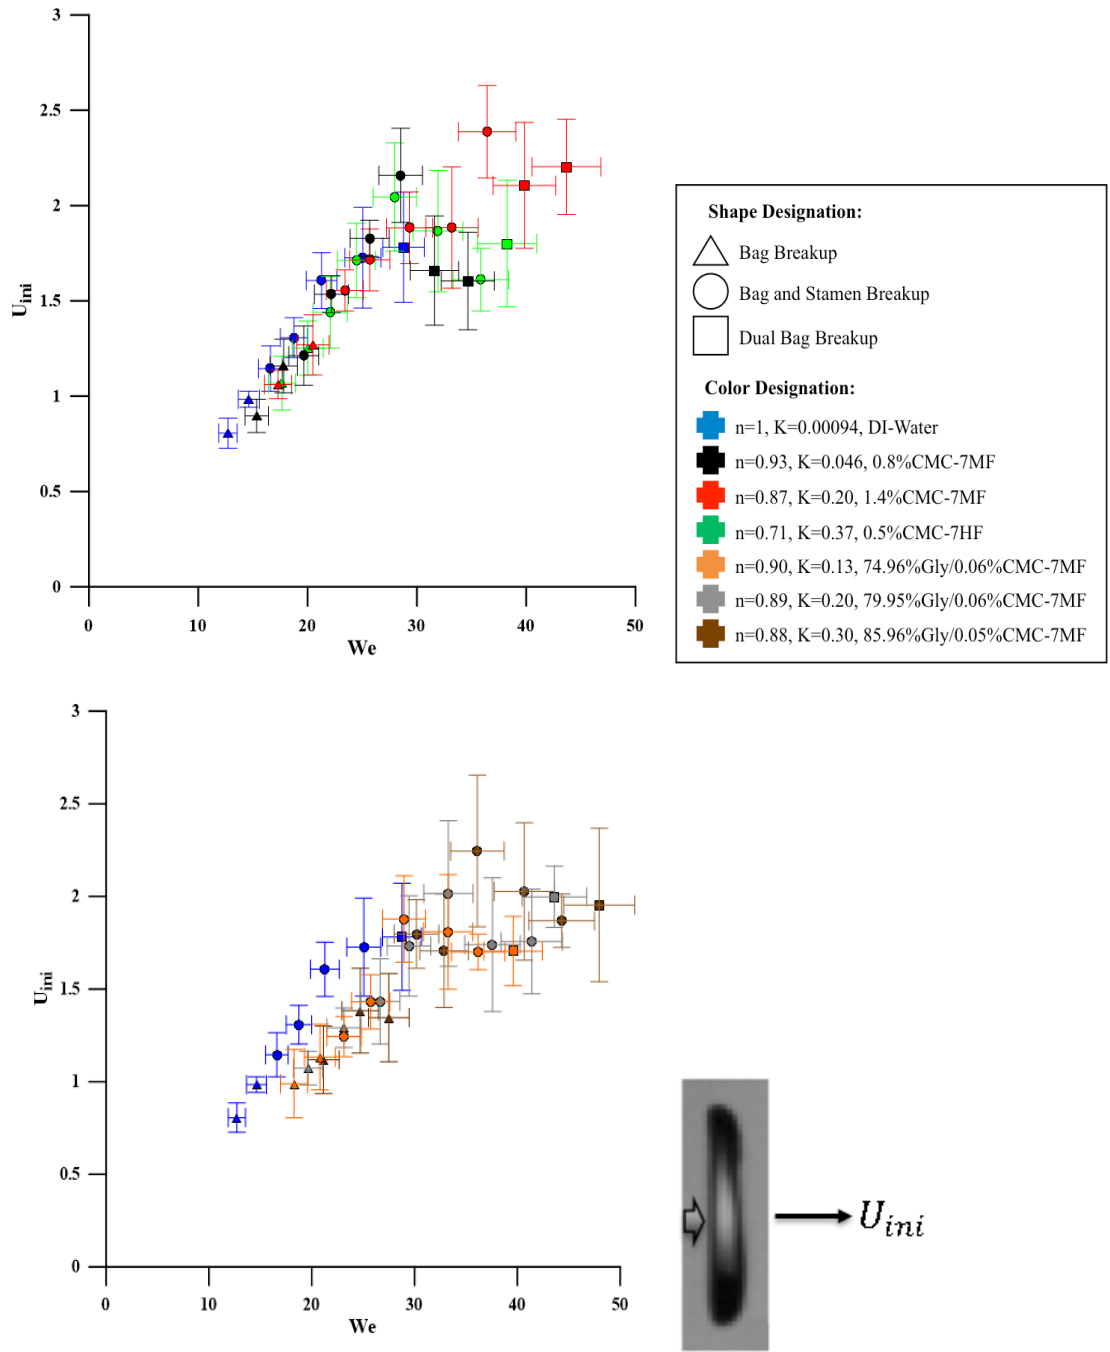 3
2.5
2
1.5
1
0.5
0
Uini
0 10 20 30 40 50
We
Shape Designation:
Bag Breakup
Bag and Stamen Breakup
Dual Bag Breakup
Color Designation:
n=1, K=0.00094, DI-Water
n=0.93, K=0.046, 0.8%CMC-7MF
n=0.87, K=0.20, 1.4%CMC-7MF
n=0.71, K=0.37, 0.5%CMC-7HF
n=0.90, K=0.13, 74.96%Gly/0.06%CMC-7MF
n=0.89, K=0.20, 79.95%Gly/0.06%CMC-7MF
n=0.88, K=0.30, 85.96%Gly/0.05%CMC-7MF
3
2.5
2
1.5
1
0.5
0
Uini
0 10 20 30 40 50
We
Uini